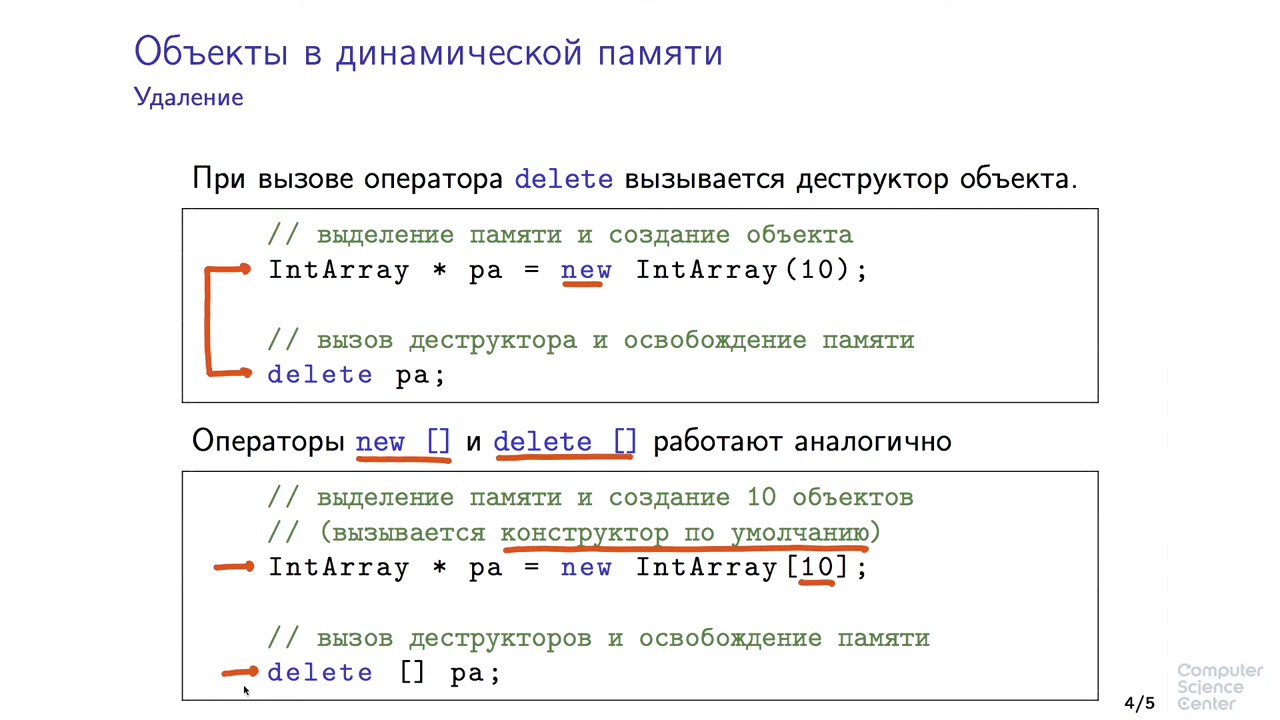 Объекты в динамической памяти
Удаление
При вызове оператора delete вызывается деструктор объекта.
// выделение памяти и создание объекта
IntArray * pa = new IntArray(10);
// вызов деструктора и освобождение памяти
delete pa;
Операторы new [] и delete [] работают аналогично
// выделение памяти и создание 10 объектов
// (вызывается конструктор по умолчанию)
IntArray * pa = new IntArray[10];
// вызов деструкторов и освобождение памяти
delete [] pa;
4/5
Computer
Science
Center